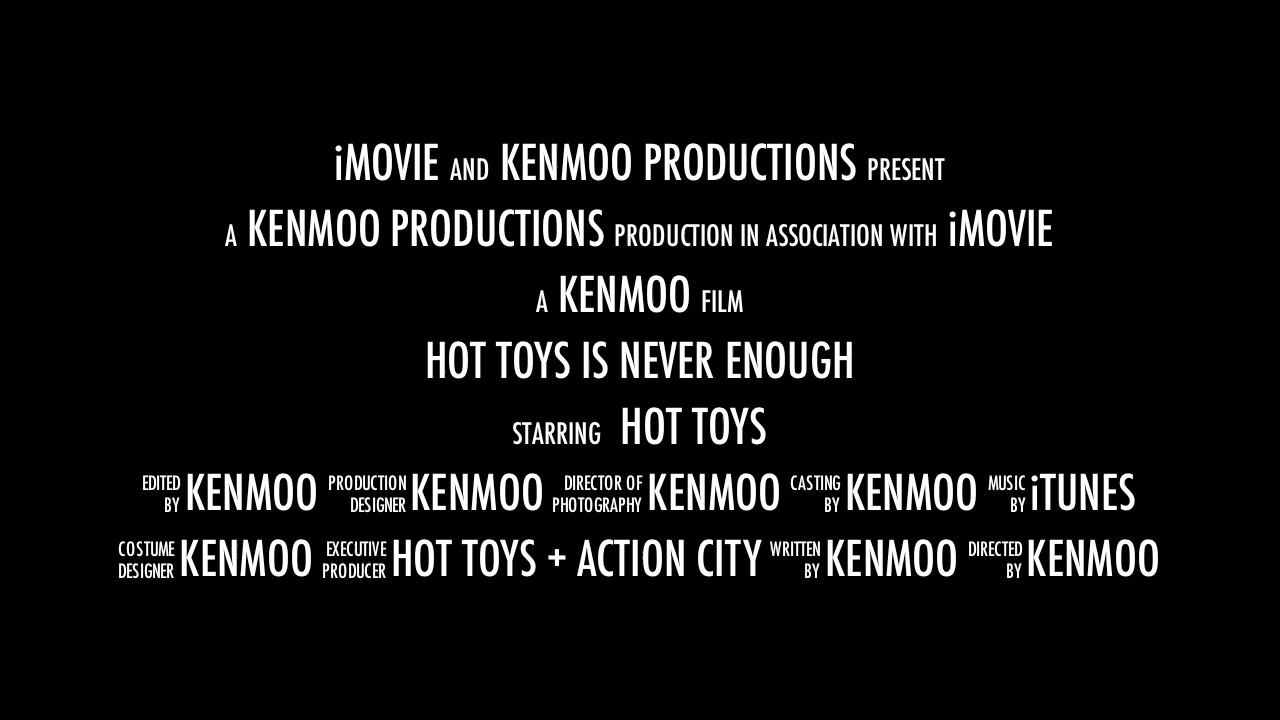 iMOVIE AND KENMOO PRODUCTIONS PRESENT
A KENMOO PRODUCTIONS PRODUCTION IN ASSOCIATION WITH iMOVIE
A KENMOO FILM
HOT TOYS IS NEVER ENOUGH
STARRING HOT TOYS
EDITED BY KENMOO PRODUCTION DESIGNER KENMOO DIRECTOR OF PHOTOGRAPHY KENMOO CASTING BY KENMOO MUSIC BY iTUNES
COSTUME DESIGNER KENMOO EXECUTIVE PRODUCER HOT TOYS + ACTION CITY WRITTEN BY KENMOO DIRECTED BY KENMOO